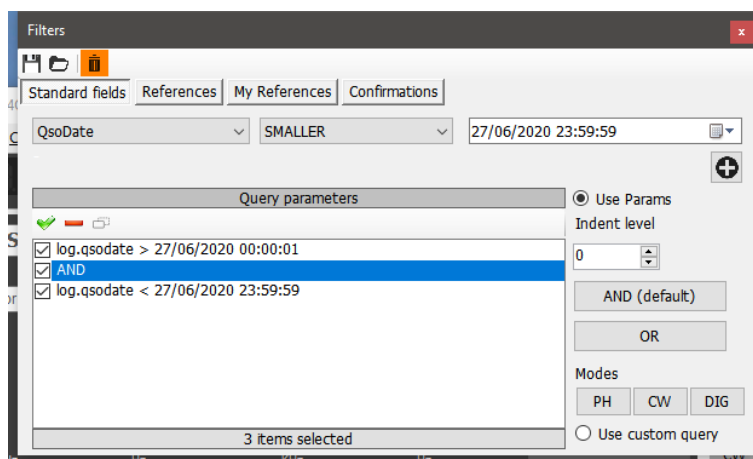 Filters
x
Standard fields References My References Confirmations
QsoDate SMALLER 27/06/2020 23:59:59
Query parameters
Use Params
Indent level
log.qsodate > 27/06/2020 00:00:01
0
AND
log.qsodate < 27/06/2020 23:59:59
AND (default)
OR
Modes
PH CW DIG
3 items selected
Use custom query